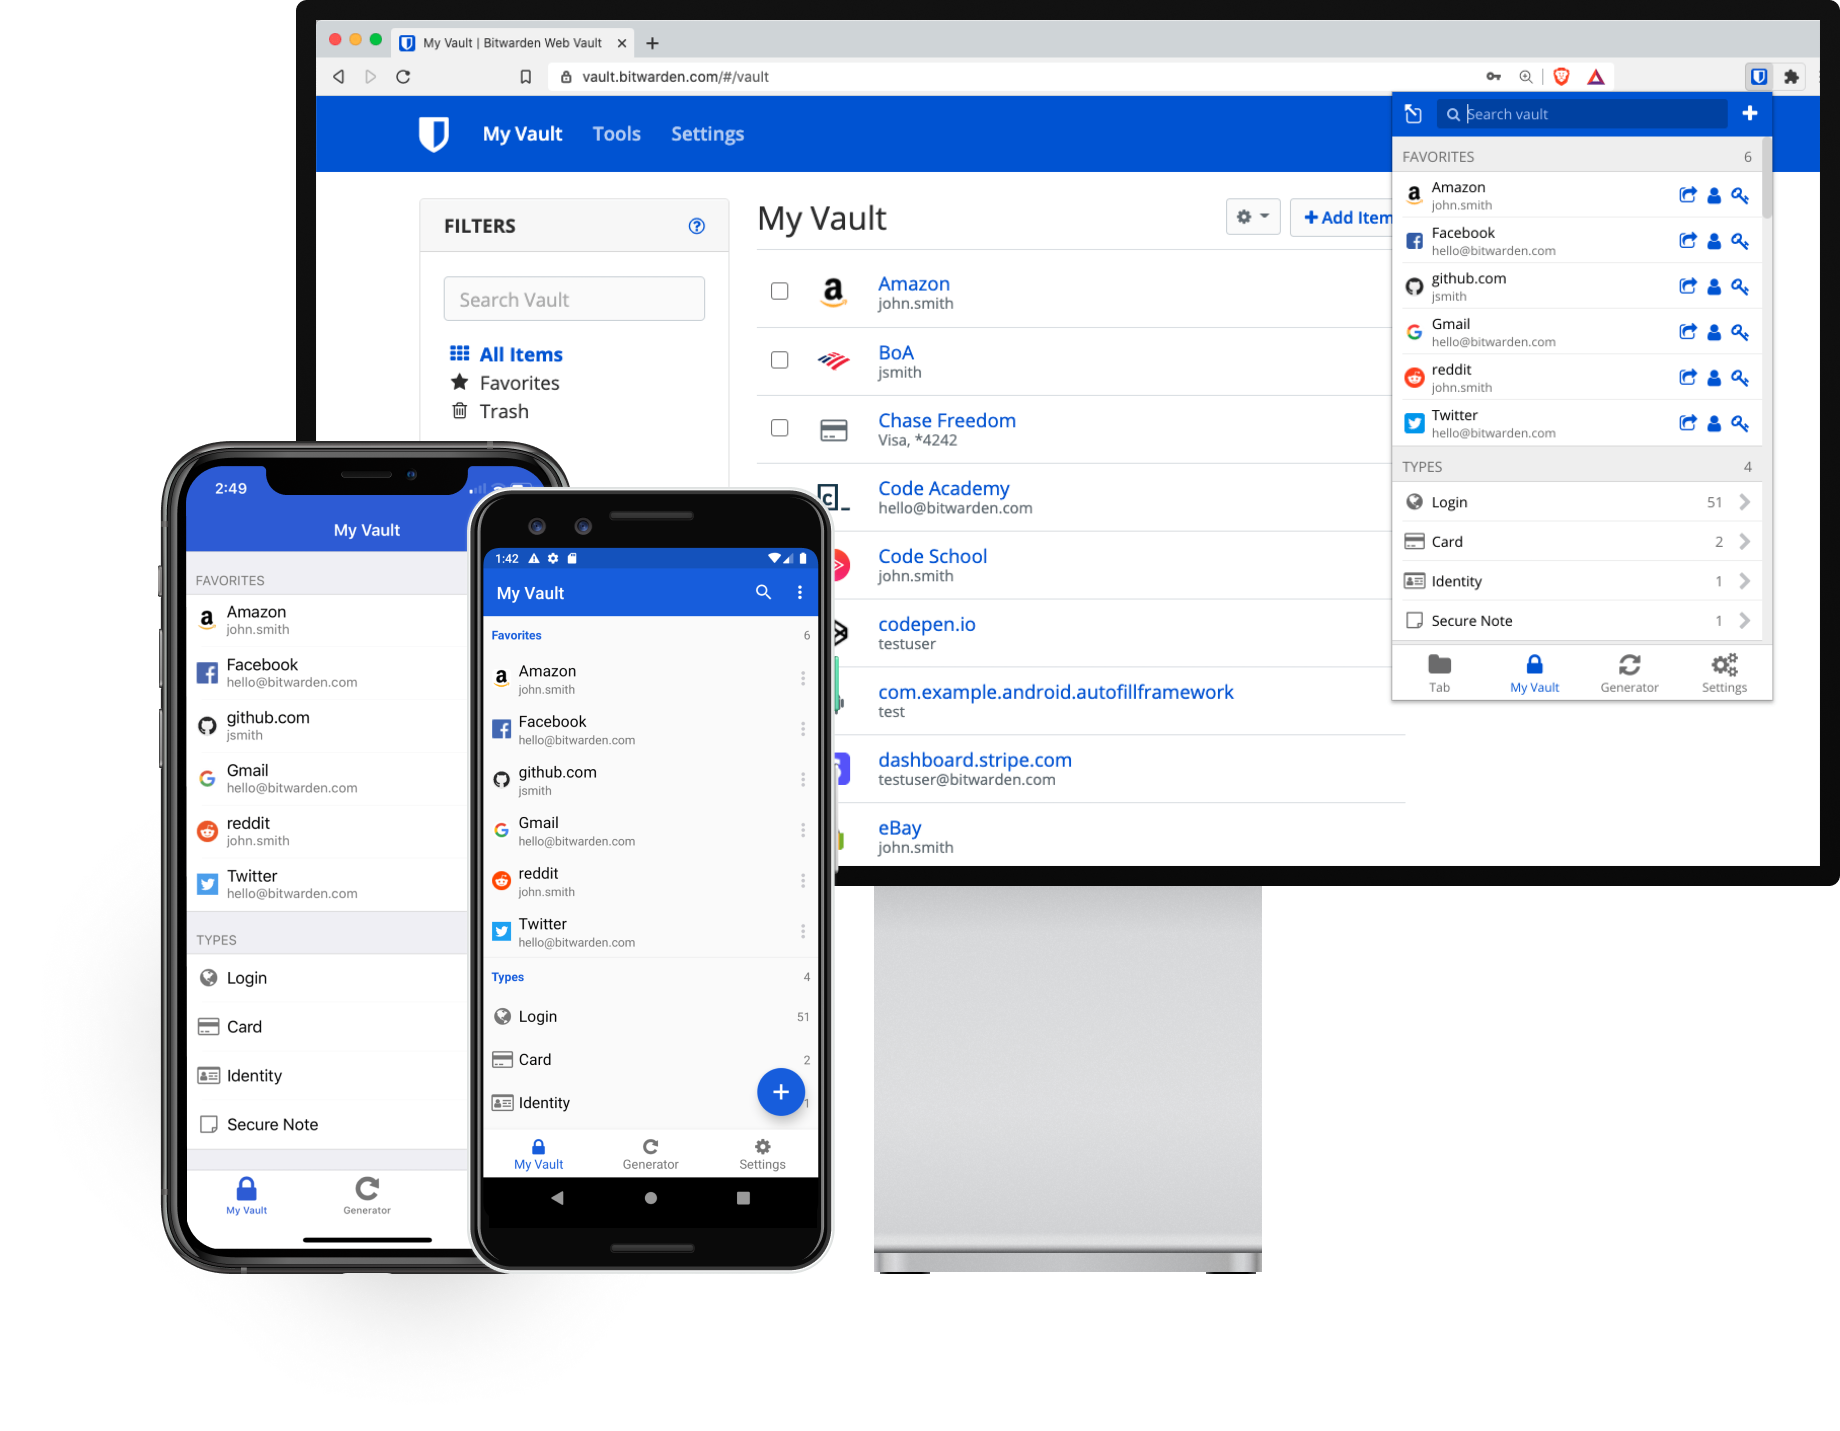 My Vault | Bitwarden Web Vault
vault.bitwarden.com/#/vault
My Vault Tools Settings
FILTERS
Search Vault
All Items
Favorites
Trash
My Vault
Add Item
Amazon
john.smith
BoA
jsmith
Chase Freedom
Visa, *4242
Code Academy
hello@bitwarden.com
Code School
john.smith
codepen.io
testuser
com.example.android.autofillframework
test
dashboard.stripe.com
testuser@bitwarden.com
eBay
john.smith
Search vault
FAVORITES 6
Amazon
john.smith
Facebook
hello@bitwarden.com
github.com
jsmith
Gmail
hello@bitwarden.com
reddit
john.smith
Twitter
hello@bitwarden.com
TYPES 4
Login 51
Card 2
Identity 1
Secure Note 1
Tab My Vault Generator Settings
2:49
My Vault
FAVORITES
Amazon
john.smith
Facebook
hello@bitwarden.com
github.com
jsmith
Gmail
hello@bitwarden.com
reddit
john.smith
Twitter
hello@bitwarden.com
TYPES
Login
Card
Identity
Secure Note
My Vault Generator
1:42
My Vault
Favorites 6
Amazon
john.smith
Facebook
hello@bitwarden.com
github.com
jsmith
Gmail
hello@bitwarden.com
reddit
john.smith
Twitter
hello@bitwarden.com
Types 4
Login 51
Card 2
Identity 1
My Vault Generator Settings